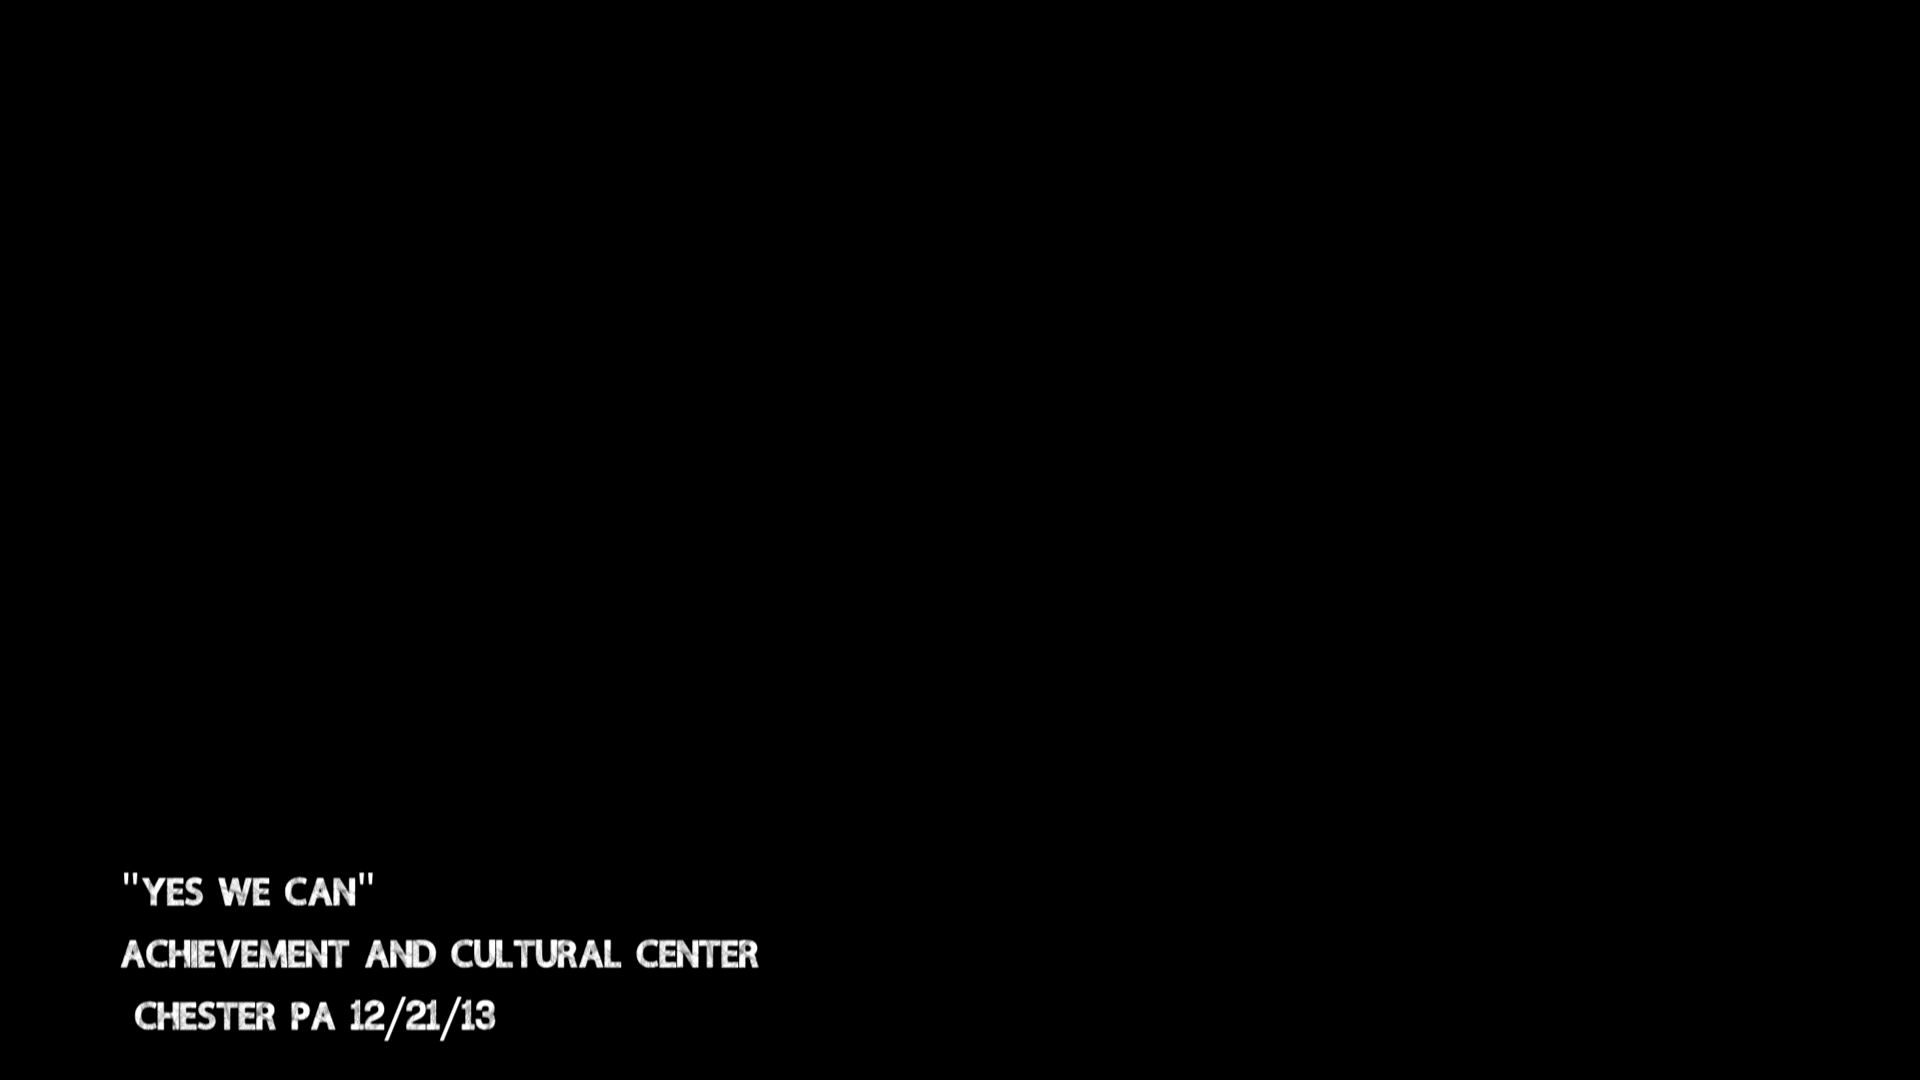 "YES WE CAN"
ACHIEVEMENT AND CULTURAL CENTER
CHESTER PA 12/21/13